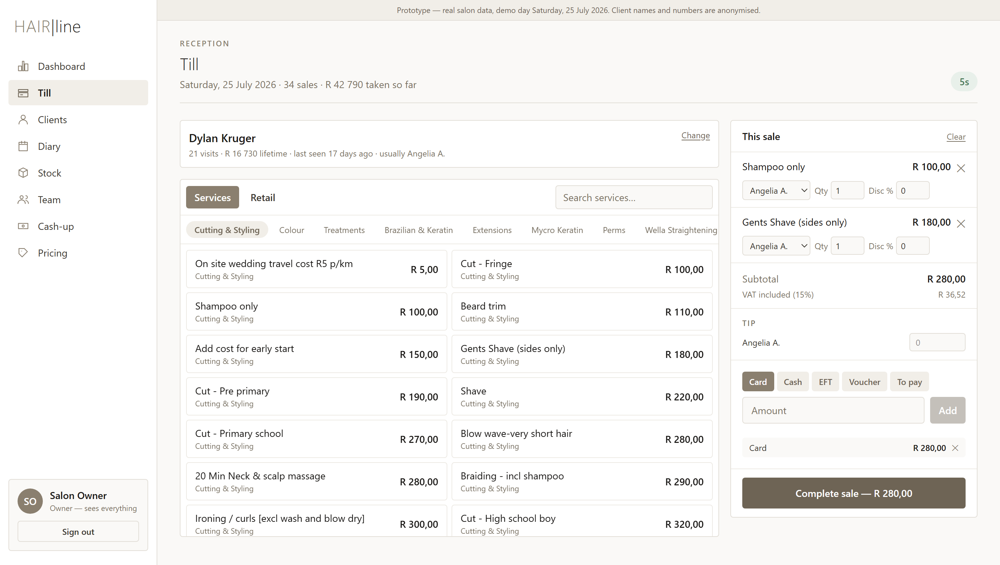 HAIR|line
Dashboard
Till
Clients
Diary
Stock
Team
Cash-up
Pricing
SO
Salon Owner
Owner — sees everything
Sign out
Prototype — real salon data, demo day Saturday, 25 July 2026. Client names and numbers are anonymised.
RECEPTION
Till
Saturday, 25 July 2026 · 34 sales · R 42 790 taken so far
5s
Dylan Kruger
Change
21 visits · R 16 730 lifetime · last seen 17 days ago · usually Angelia A.
Services Retail Search services...
Cutting & Styling Colour Treatments Brazilian & Keratin Extensions Mycro Keratin Perms Wella Straightening
On site wedding travel cost R5 p/km R 5,00
Cutting & Styling
Cut - Fringe R 100,00
Cutting & Styling
Shampoo only R 100,00
Cutting & Styling
Beard trim R 110,00
Cutting & Styling
Add cost for early start R 150,00
Cutting & Styling
Gents Shave (sides only) R 180,00
Cutting & Styling
Cut - Pre primary R 190,00
Cutting & Styling
Shave R 220,00
Cutting & Styling
Cut - Primary school R 270,00
Cutting & Styling
Blow wave-very short hair R 280,00
Cutting & Styling
20 Min Neck & scalp massage R 280,00
Cutting & Styling
Braiding - incl shampoo R 290,00
Cutting & Styling
Ironing / curls [excl wash and blow dry] R 300,00
Cutting & Styling
Cut - High school boy R 320,00
Cutting & Styling
This sale Clear
Shampoo only R 100,00
Angelia A. Qty 1 Disc % 0
Gents Shave (sides only) R 180,00
Angelia A. Qty 1 Disc % 0
Subtotal R 280,00
VAT included (15%) R 36,52
TIP
Angelia A. 0
Card Cash EFT Voucher To pay
Amount Add
Card R 280,00
Complete sale — R 280,00